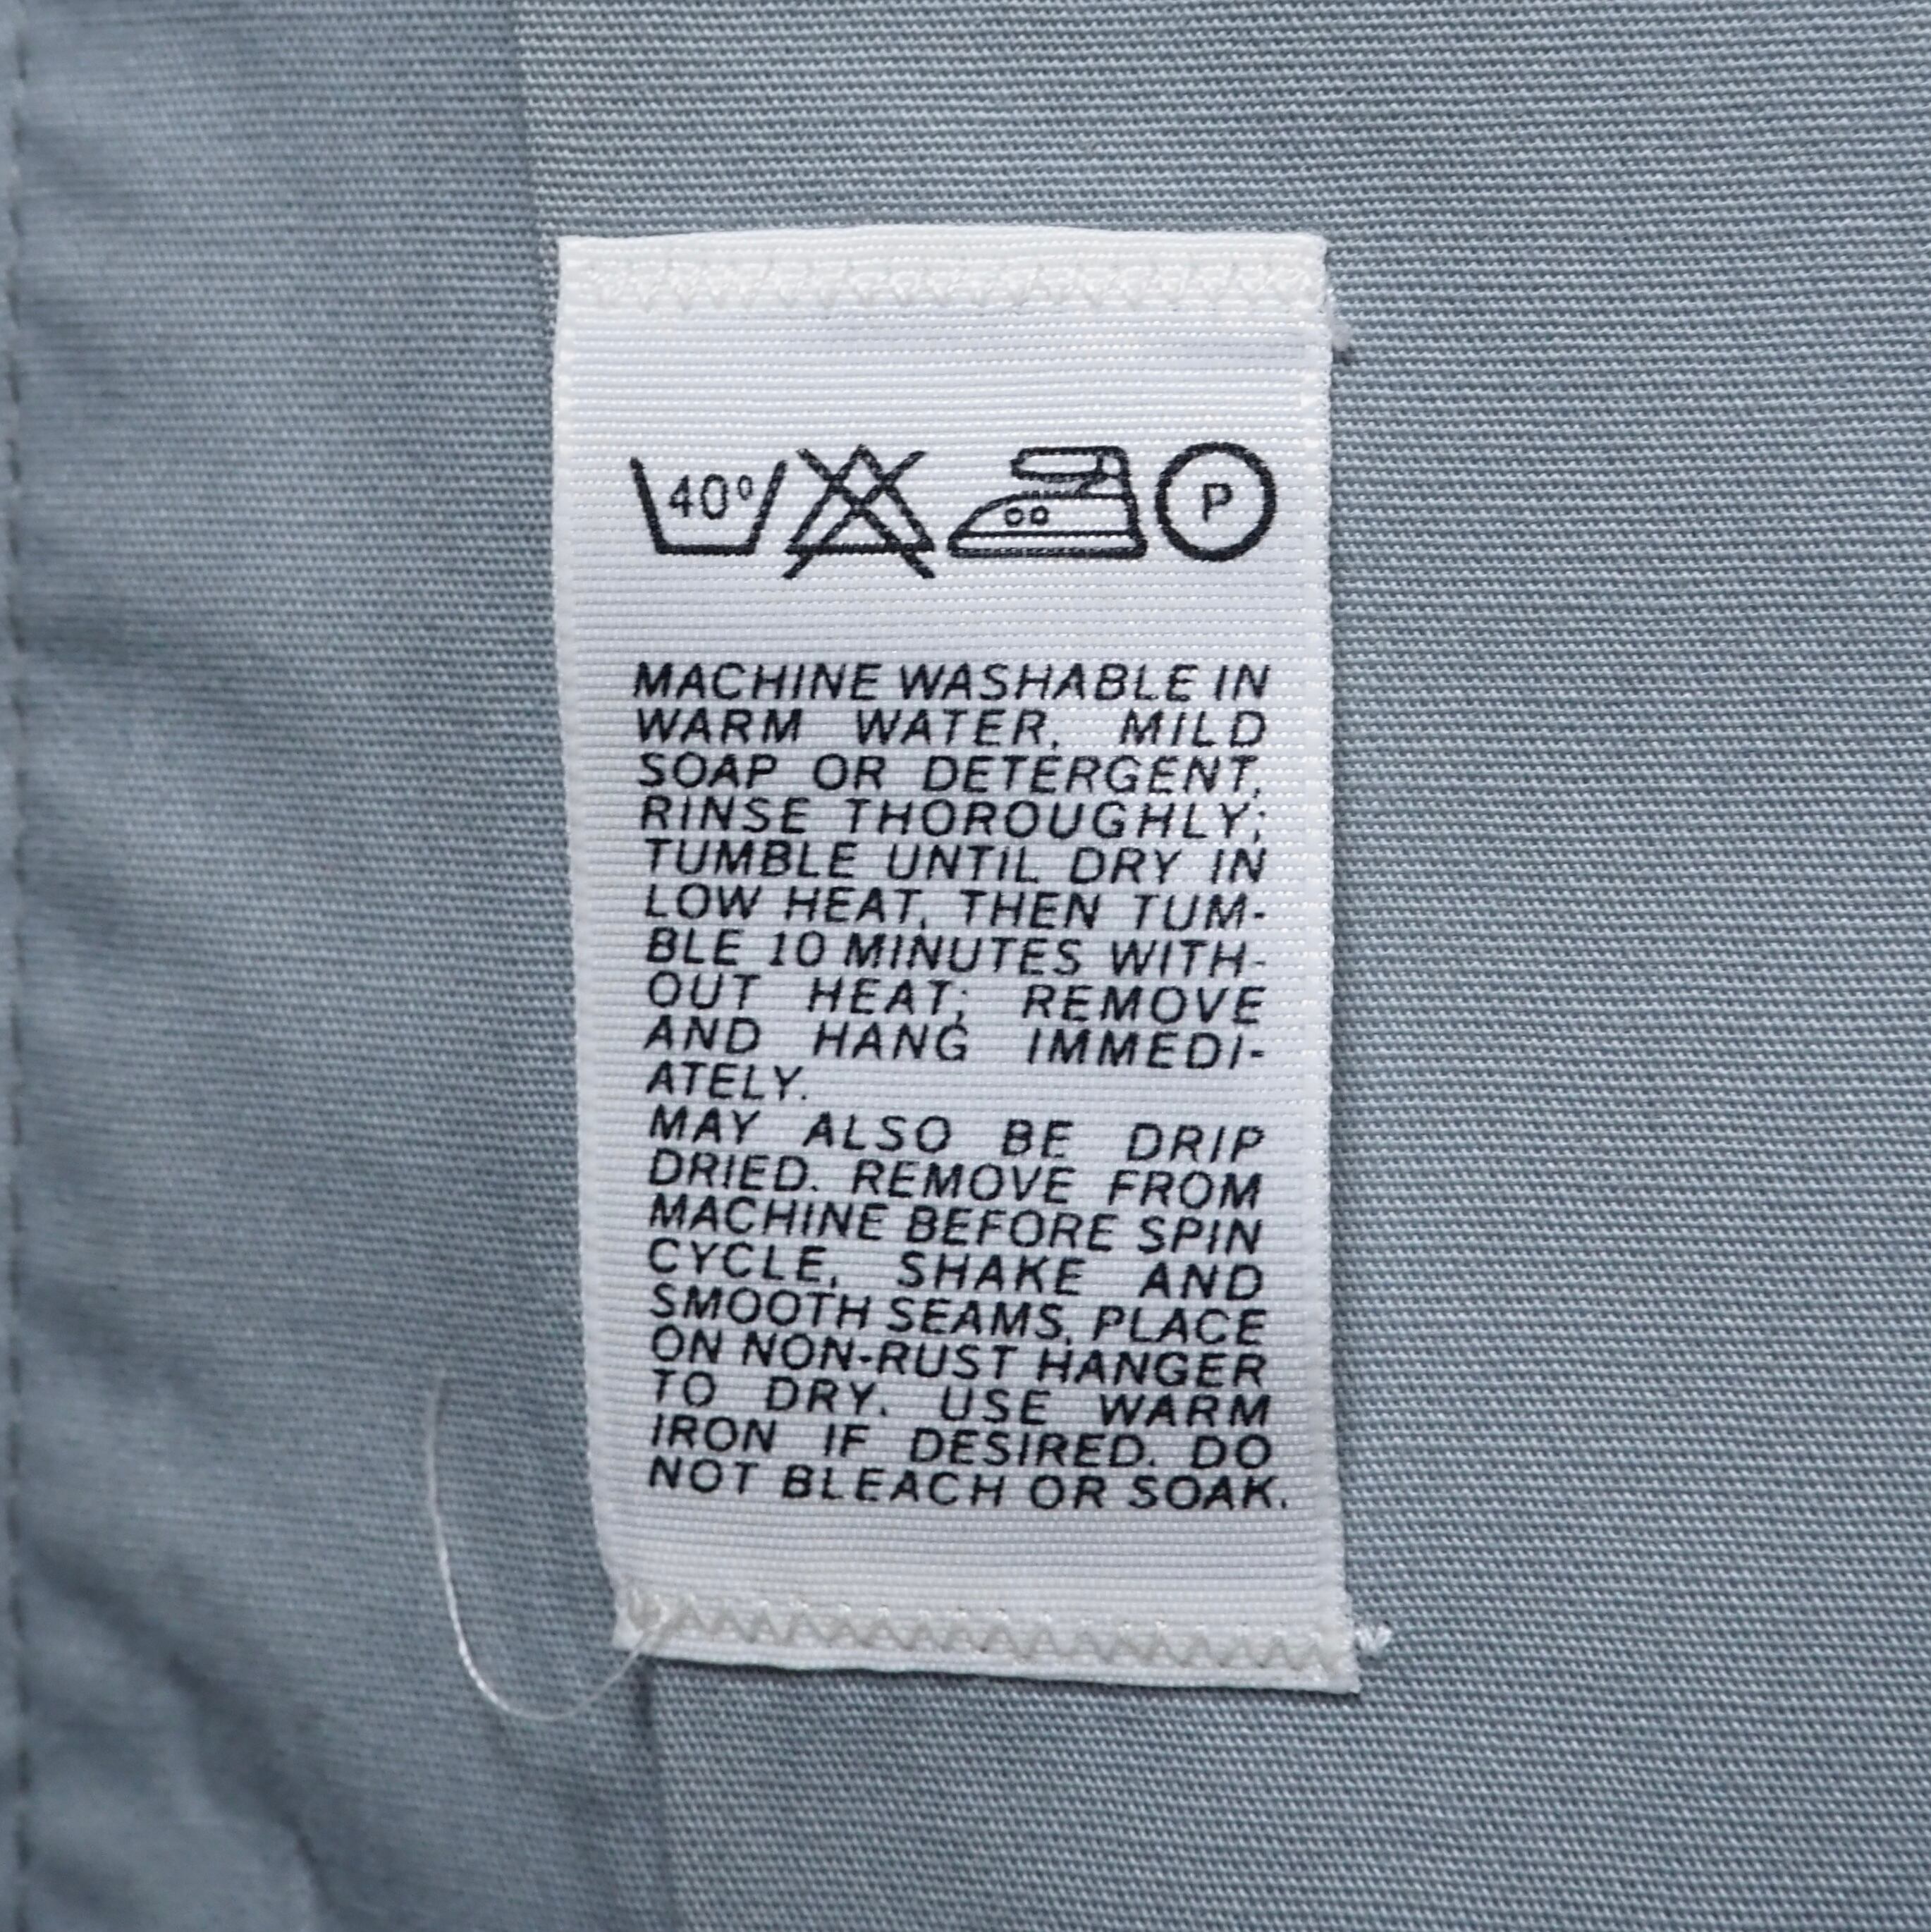 40° P
MACHINE WASHABLE IN
WARM WATER, MILD
SOAP OR DETERGENT,
RINSE THOROUGHLY;
TUMBLE UNTIL DRY IN
LOW HEAT, THEN TUM-
BLE 10 MINUTES WITH-
OUT HEAT; REMOVE
AND HANG IMMEDI-
ATELY.
MAY ALSO BE DRIP
DRIED. REMOVE FROM
MACHINE BEFORE SPIN
CYCLE, SHAKE AND
SMOOTH SEAMS, PLACE
ON NON-RUST HANGER
TO DRY. USE WARM
IRON IF DESIRED. DO
NOT BLEACH OR SOAK.